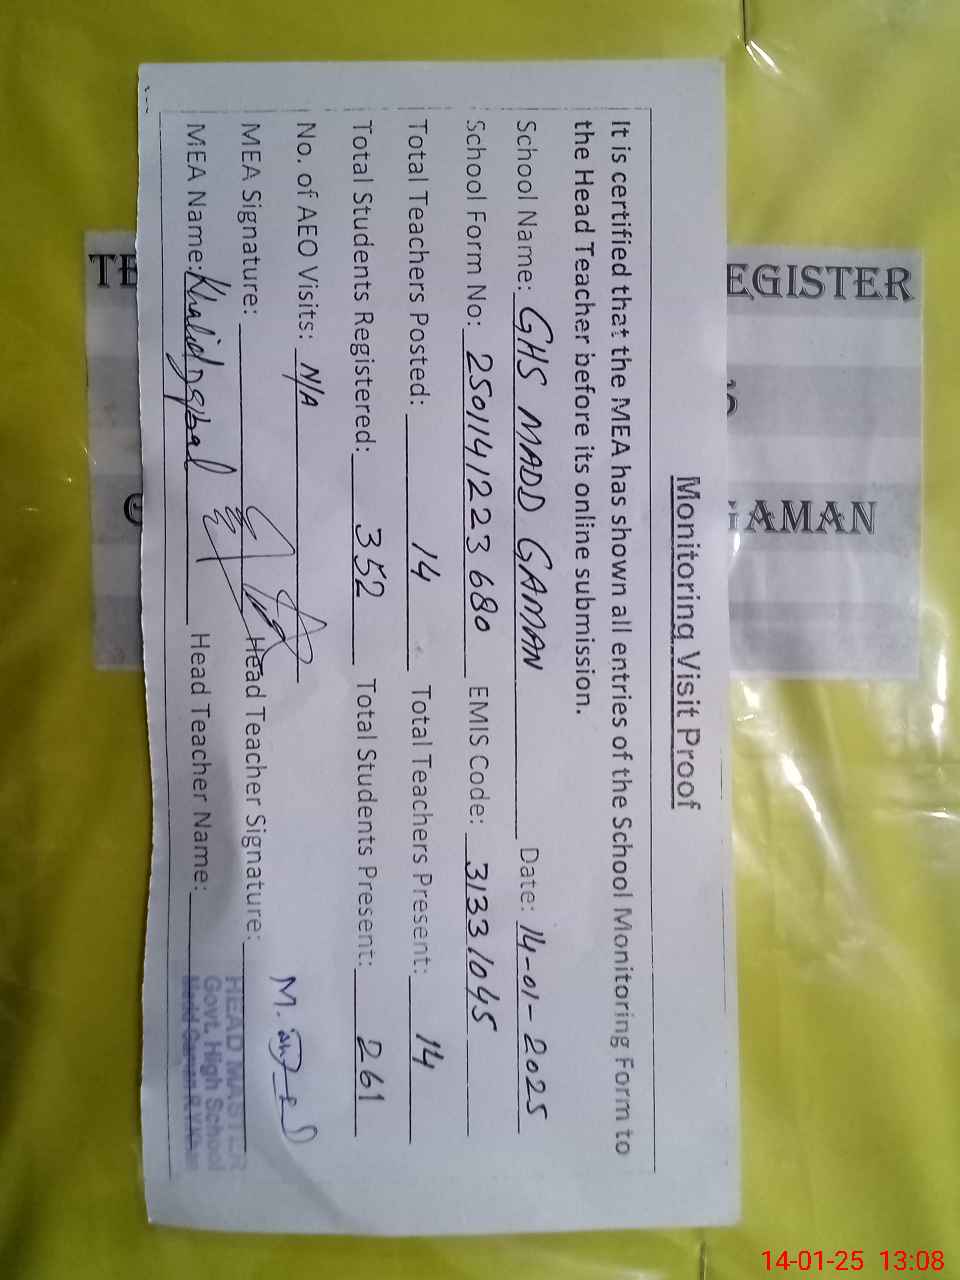 Monitoring Visit Proof
It is certified that the MEA has shown all entries of the School Monitoring Form to
the Head Teacher before its online submission.
School Name: GHS MADD GAMAN Date: 14-01-2025
School Form No: 2501141223680 EMIS Code: 31331045
Total Teachers Posted: 14 Total Teachers Present: 14
Total Students Registered: 352 Total Students Present: 261
No. of AEO Visits: N/A
MEA Signature: Head Teacher Signature:
MEA Name: Khalid Iqbal Head Teacher Name:
HEAD MASTER
Govt. High School
EGISTER
AMAN
14-01-25 13:08